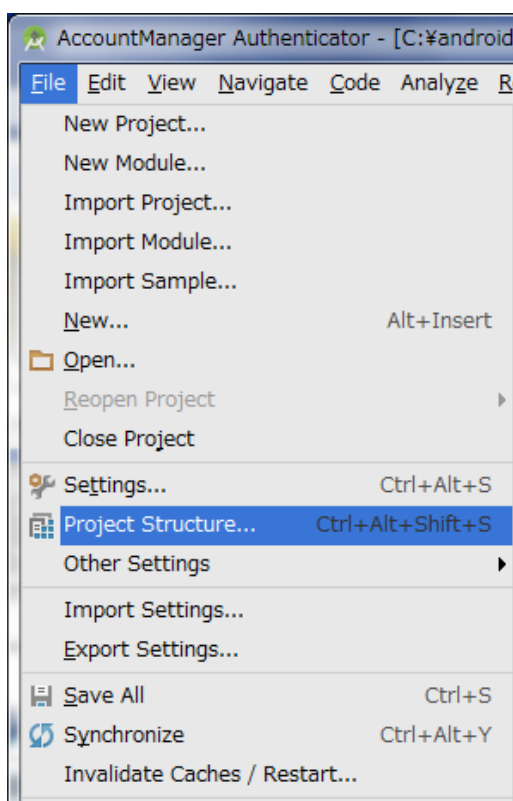 AccountManager Authenticator - [C:¥android
File Edit View Navigate Code Analyze R
New Project...
New Module...
Import Project...
Import Module...
Import Sample...
New... Alt+Insert
Open...
Reopen Project
Close Project
Settings... Ctrl+Alt+S
Project Structure... Ctrl+Alt+Shift+S
Other Settings
Import Settings...
Export Settings...
Save All Ctrl+S
Synchronize Ctrl+Alt+Y
Invalidate Caches / Restart...